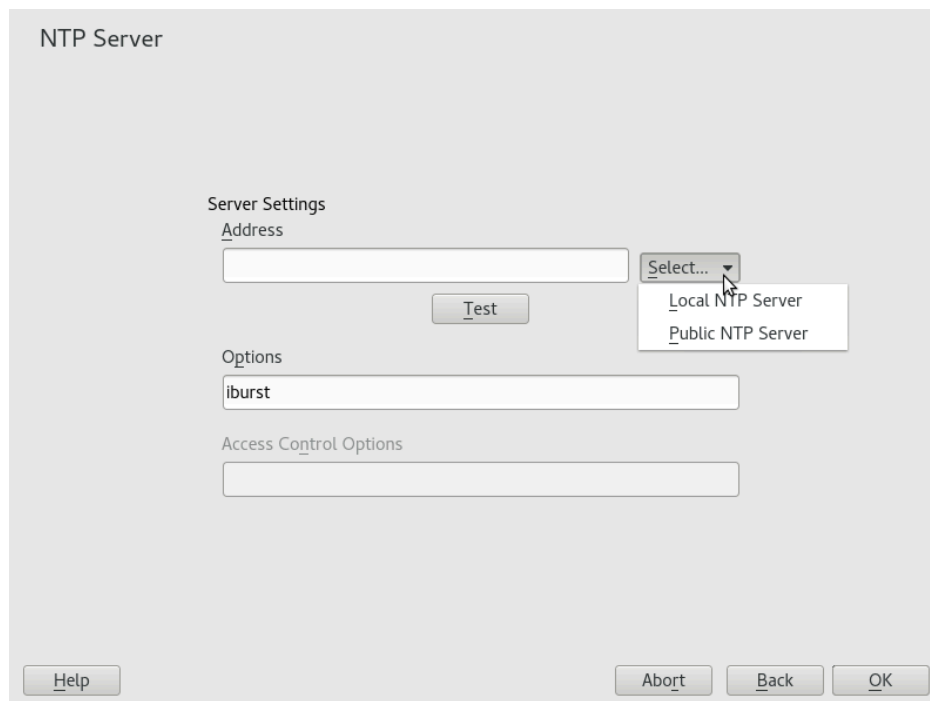 NTP Server
Server Settings
Address
Select...
Local NTP Server
Public NTP Server
Test
Options
iburst
Access Control Options
Help
Abort
Back
OK